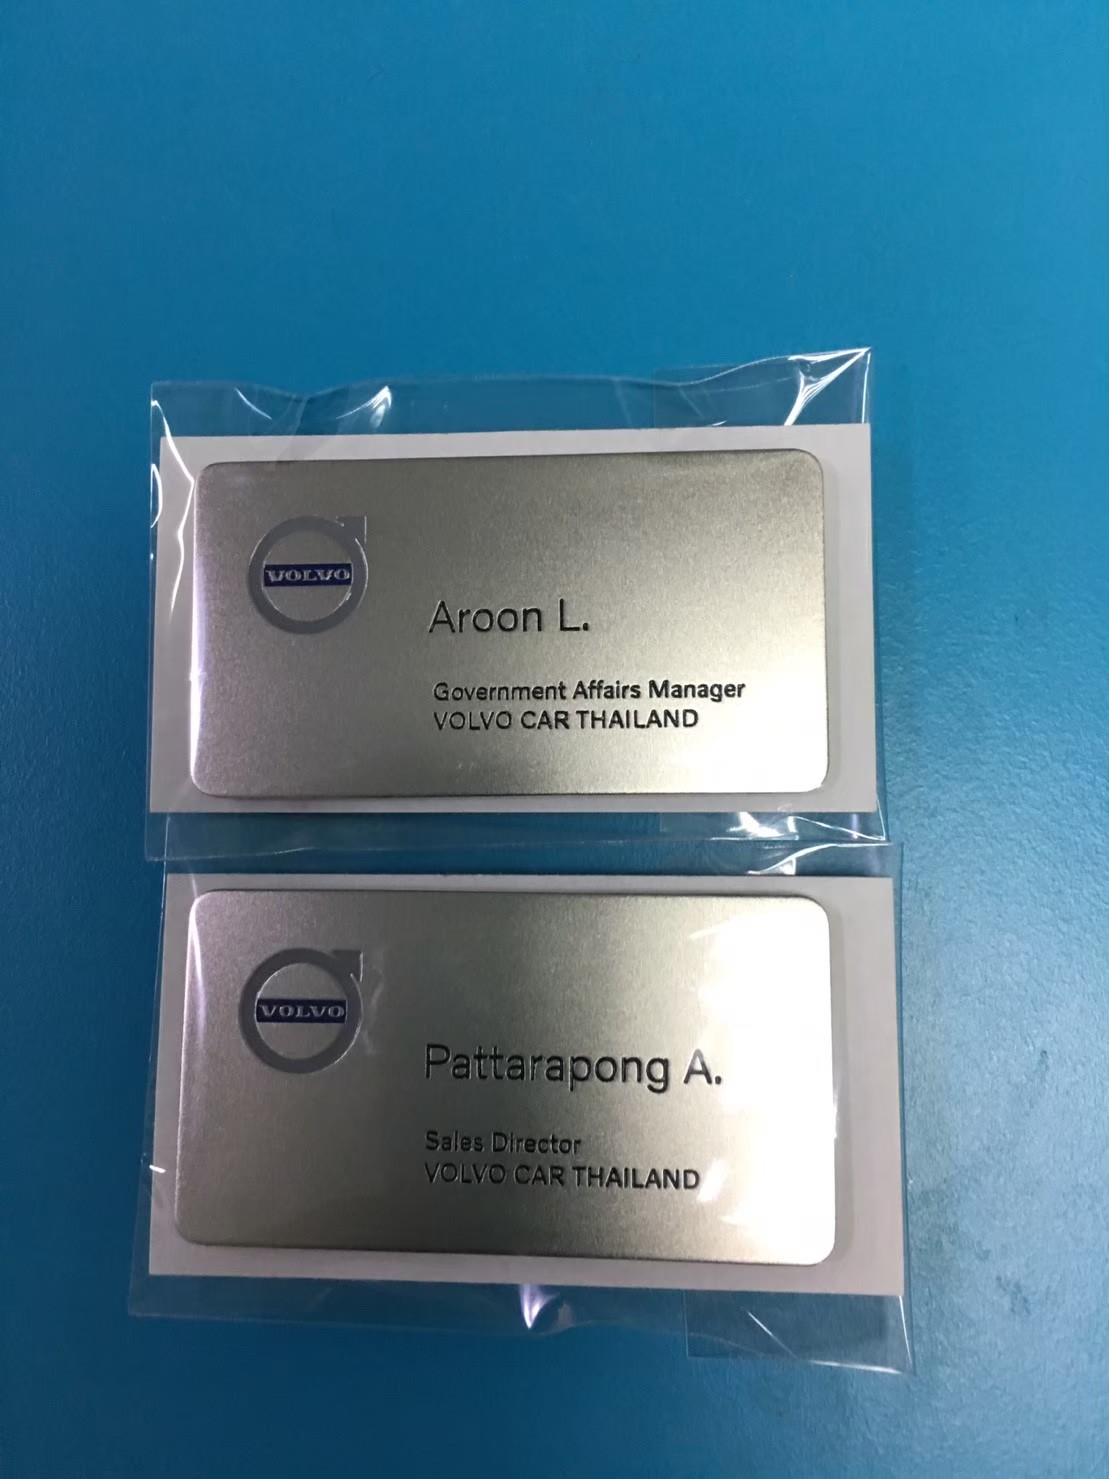 VOLVO
Aroon L.
Government Affairs Manager
VOLVO CAR THAILAND
VOLVO
Pattarapong A.
Sales Director
VOLVO CAR THAILAND